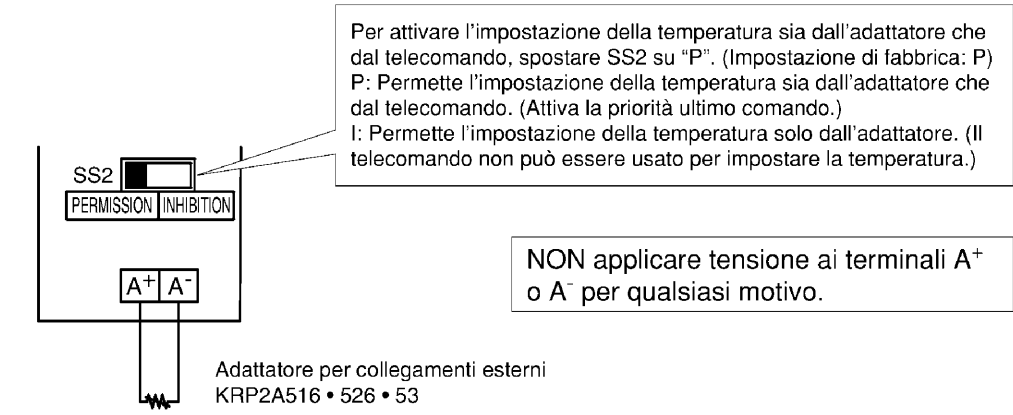 Per attivare l'impostazione della temperatura sia dall'adattatore che
dal telecomando, spostare SS2 su “P”. (Impostazione di fabbrica: P)
P: Permette l'impostazione della temperatura sia dall'adattatore che
dal telecomando. (Attiva la priorità ultimo comando.)
I: Permette l'impostazione della temperatura solo dall'adattatore. (Il
telecomando non può essere usato per impostare la temperatura.)
SS2
PERMISSION INHIBITION
NON applicare tensione ai terminali A⁺
o A⁻ per qualsiasi motivo.
A⁺ A⁻
Adattatore per collegamenti esterni
KRP2A516 • 526 • 53